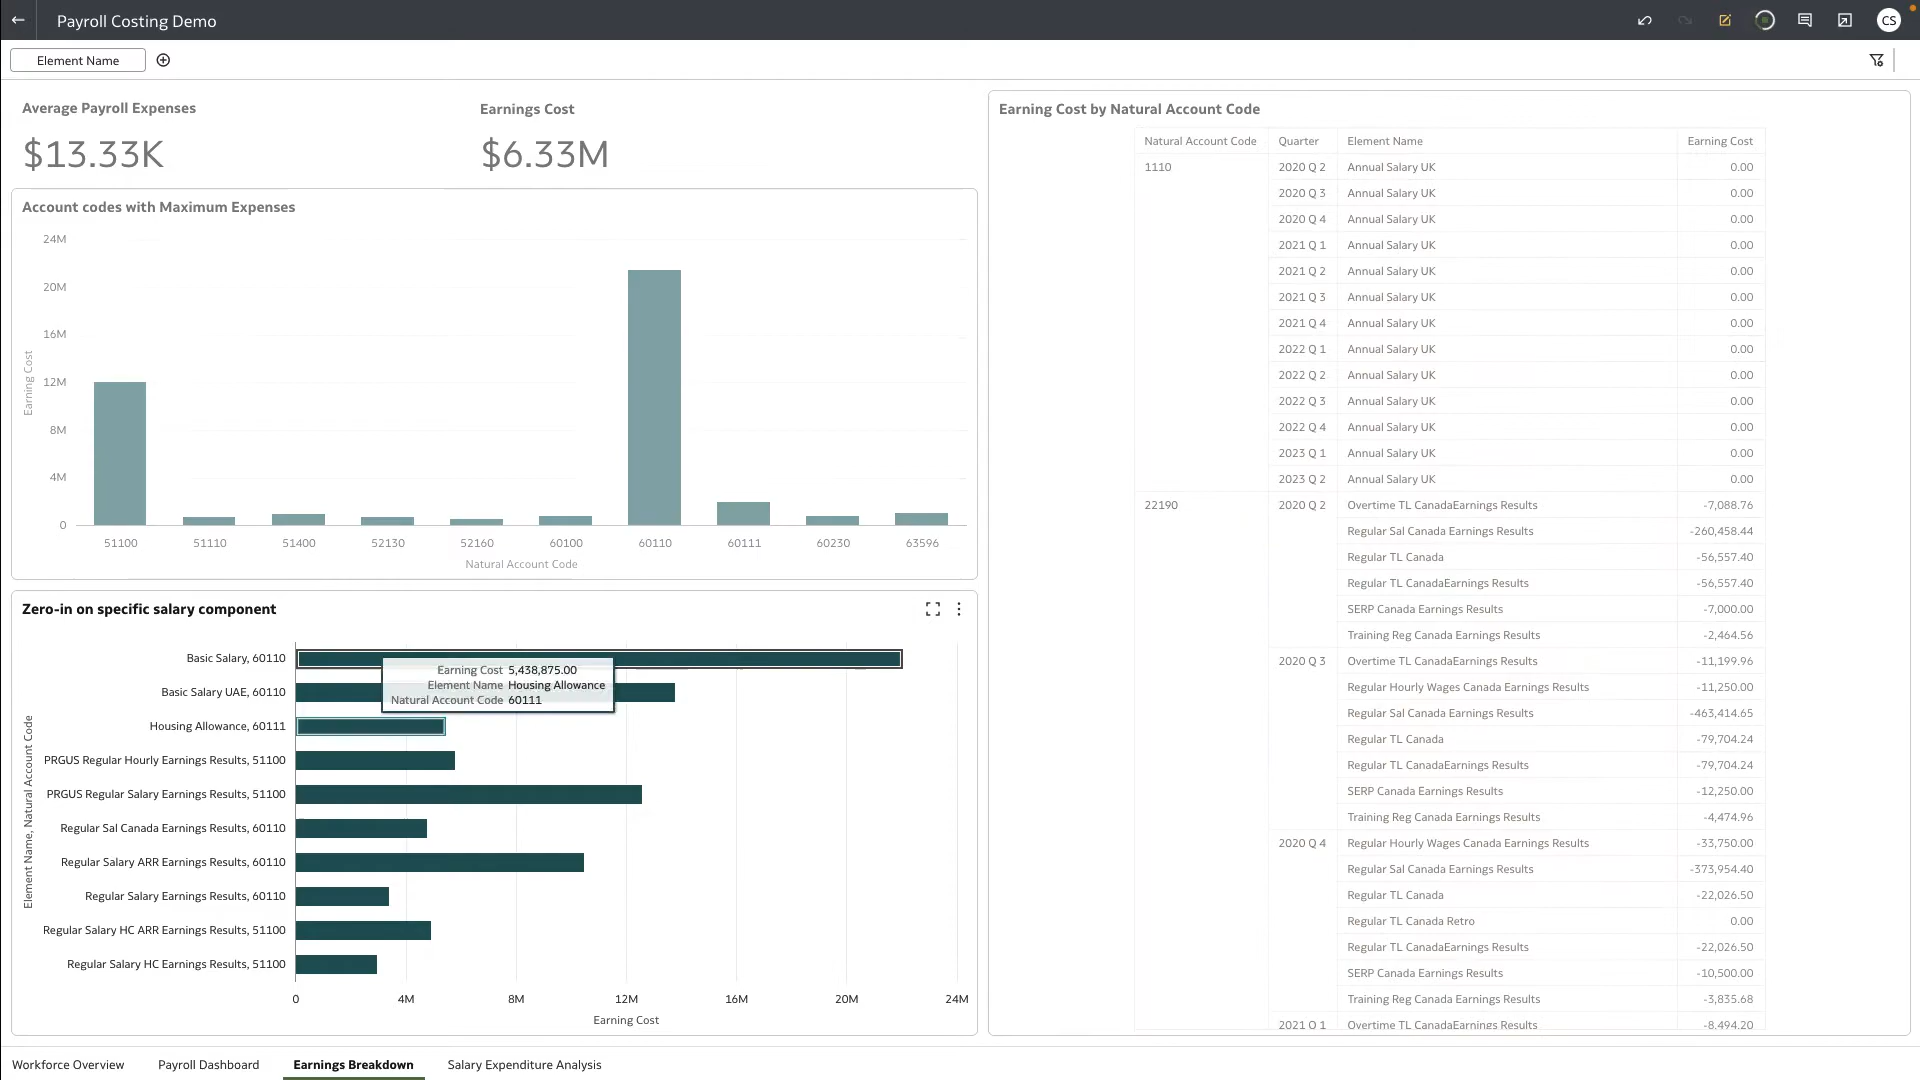 Payroll Costing Demo
CS
Element Name
Average Payroll Expenses
$13.33K
Earnings Cost
$6.33M
Account codes with Maximum Expenses
24M
20M
16M
12M
8M
4M
0
Earning Cost
51100 51110 51400 52130 52160 60100 60110 60111 60230 63596
Natural Account Code
Zero-in on specific salary component
Element Name, Natural Account Code
Basic Salary, 60110
Basic Salary UAE, 60110
Housing Allowance, 60111
PRGUS Regular Hourly Earnings Results, 51100
PRGUS Regular Salary Earnings Results, 51100
Regular Sal Canada Earnings Results, 60110
Regular Salary ARR Earnings Results, 60110
Regular Salary Earnings Results, 60110
Regular Salary HC ARR Earnings Results, 51100
Regular Salary HC Earnings Results, 51100
Earning Cost 5,438,875.00
Element Name Housing Allowance
Natural Account Code 60111
0 4M 8M 12M 16M 20M 24M
Earning Cost
Earning Cost by Natural Account Code
Natural Account Code Quarter Element Name Earning Cost
1110 2020 Q 2 Annual Salary UK 0.00
2020 Q 3 Annual Salary UK 0.00
2020 Q 4 Annual Salary UK 0.00
2021 Q 1 Annual Salary UK 0.00
2021 Q 2 Annual Salary UK 0.00
2021 Q 3 Annual Salary UK 0.00
2021 Q 4 Annual Salary UK 0.00
2022 Q 1 Annual Salary UK 0.00
2022 Q 2 Annual Salary UK 0.00
2022 Q 3 Annual Salary UK 0.00
2022 Q 4 Annual Salary UK 0.00
2023 Q 1 Annual Salary UK 0.00
2023 Q 2 Annual Salary UK 0.00
22190 2020 Q 2 Overtime TL CanadaEarnings Results -7,088.76
Regular Sal Canada Earnings Results -260,458.44
Regular TL Canada -56,557.40
Regular TL CanadaEarnings Results -56,557.40
SERP Canada Earnings Results -7,000.00
Training Reg Canada Earnings Results -2,464.56
2020 Q 3 Overtime TL CanadaEarnings Results -11,199.96
Regular Hourly Wages Canada Earnings Results -11,250.00
Regular Sal Canada Earnings Results -463,414.65
Regular TL Canada -79,704.24
Regular TL CanadaEarnings Results -79,704.24
SERP Canada Earnings Results -12,250.00
Training Reg Canada Earnings Results -4,474.96
2020 Q 4 Regular Hourly Wages Canada Earnings Results -33,750.00
Regular Sal Canada Earnings Results -373,954.40
Regular TL Canada -22,026.50
Regular TL Canada Retro 0.00
Regular TL CanadaEarnings Results -22,026.50
SERP Canada Earnings Results -10,500.00
Training Reg Canada Earnings Results -3,835.68
2021 Q 1 Overtime TL CanadaEarnings Results -8,494.20
Workforce Overview Payroll Dashboard Earnings Breakdown Salary Expenditure Analysis